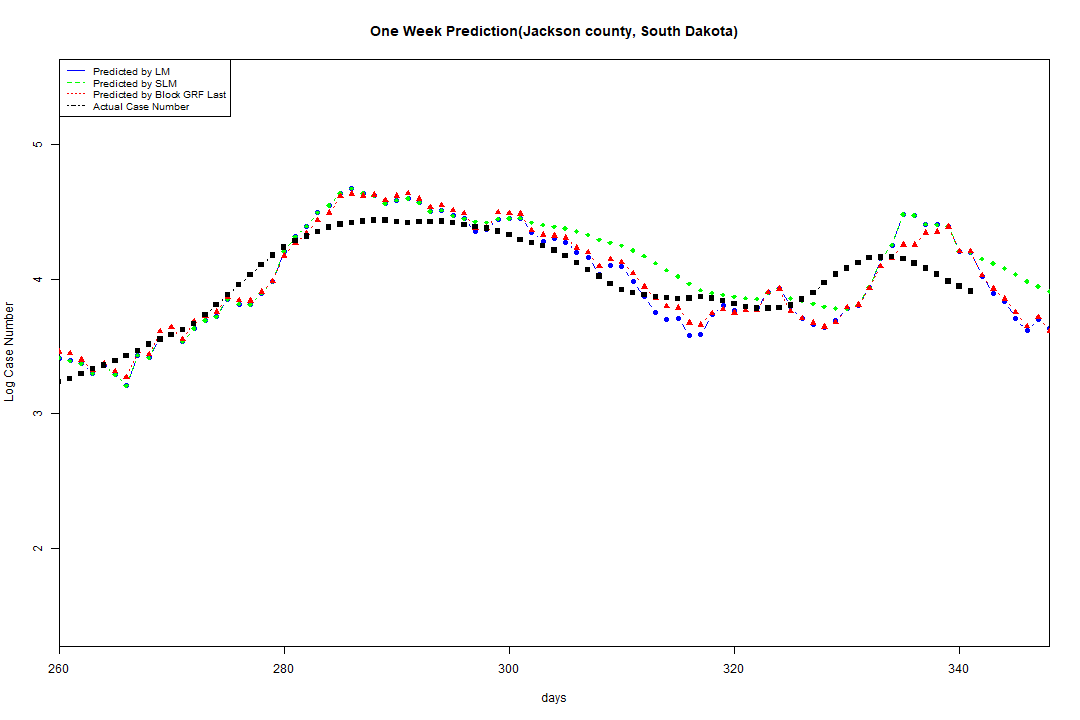 One Week Prediction(Jackson county, South Dakota)
Predicted by LM
Predicted by SLM
Predicted by Block GRF Last
Actual Case Number
5
4
3
2
Log Case Number
260 280 300 320 340
days